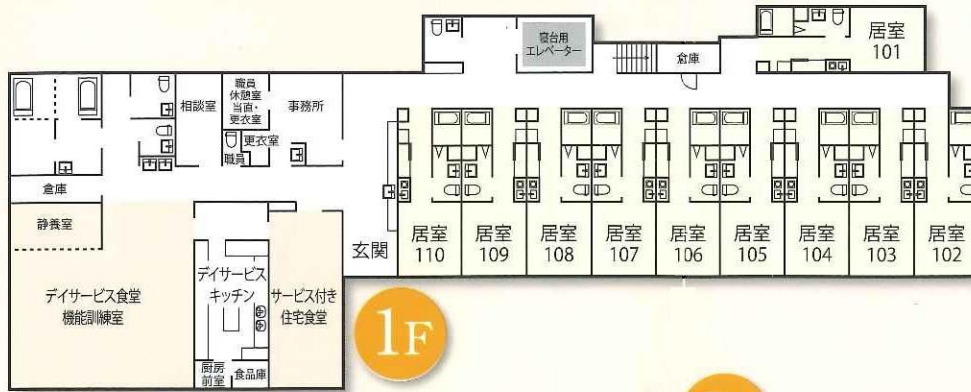 寝台用
エレベーター
倉庫
居室
101
相談室
職員
休憩室
当直・
更衣室
事務所
更衣室
職員
倉庫
静養室
デイサービス食堂
機能訓練室
デイサービス
キッチン
厨房
前室
食品庫
サービス付き
住宅食堂
玄関
居室
110
居室
109
居室
108
居室
107
居室
106
居室
105
居室
104
居室
103
居室
102
1F